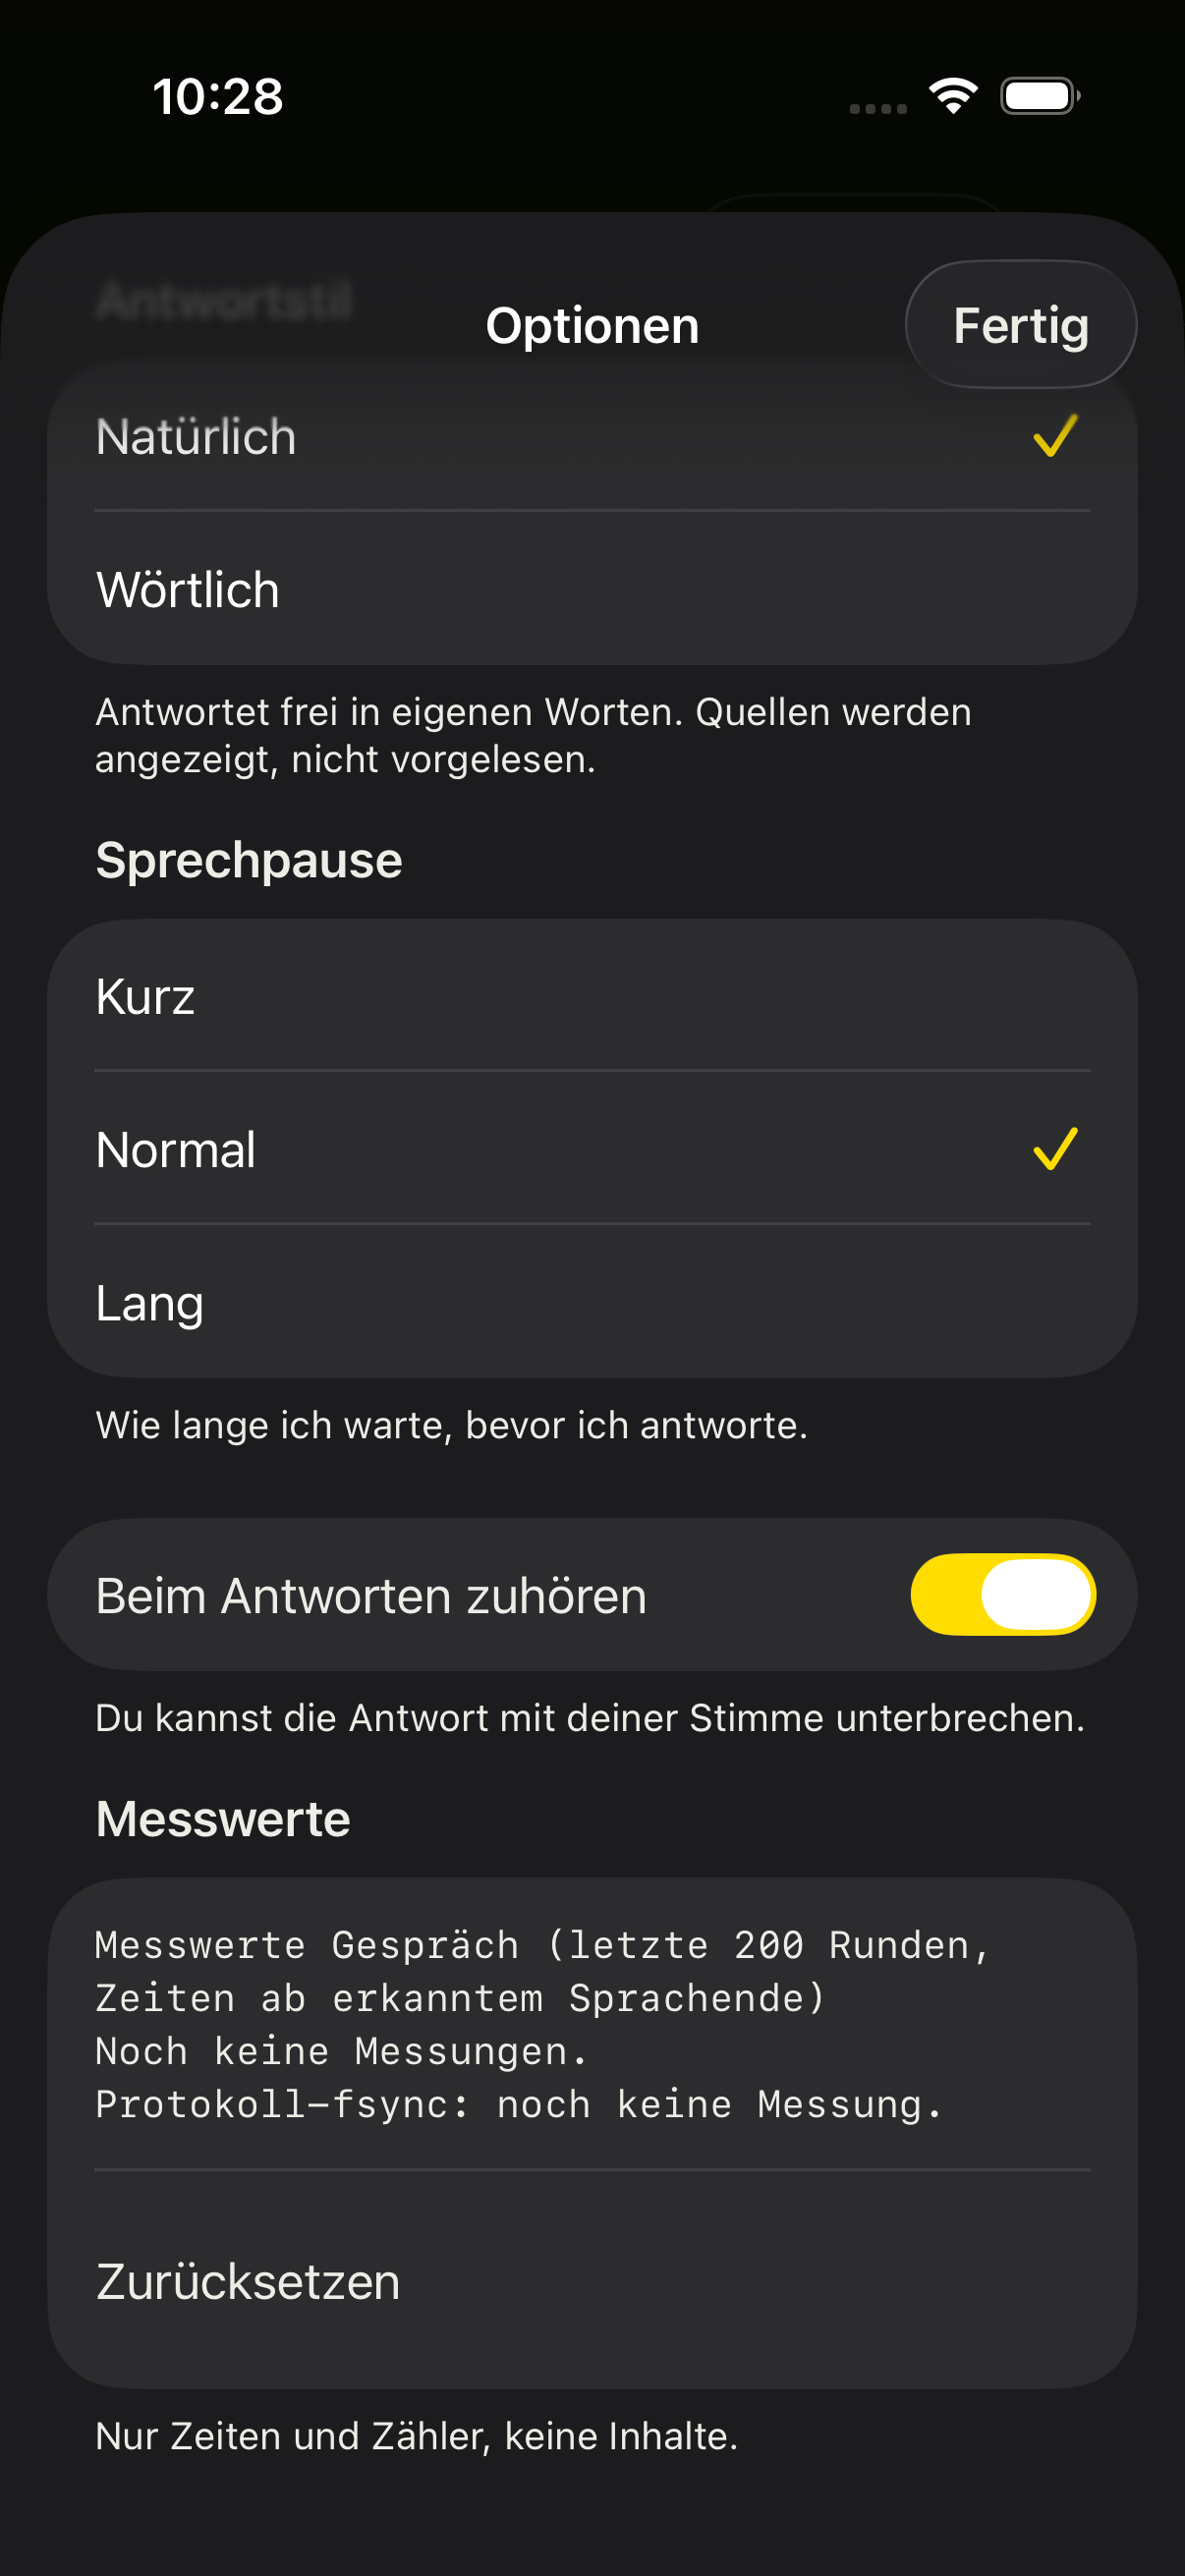 10:28
Antwortstil
Optionen
Fertig
Natürlich
Wörtlich
Antwortet frei in eigenen Worten. Quellen werden
angezeigt, nicht vorgelesen.
Sprechpause
Kurz
Normal
Lang
Wie lange ich warte, bevor ich antworte.
Beim Antworten zuhören
Du kannst die Antwort mit deiner Stimme unterbrechen.
Messwerte
Messwerte Gespräch (letzte 200 Runden,
Zeiten ab erkanntem Sprachende)
Noch keine Messungen.
Protokoll-fsync: noch keine Messung.
Zurücksetzen
Nur Zeiten und Zähler, keine Inhalte.